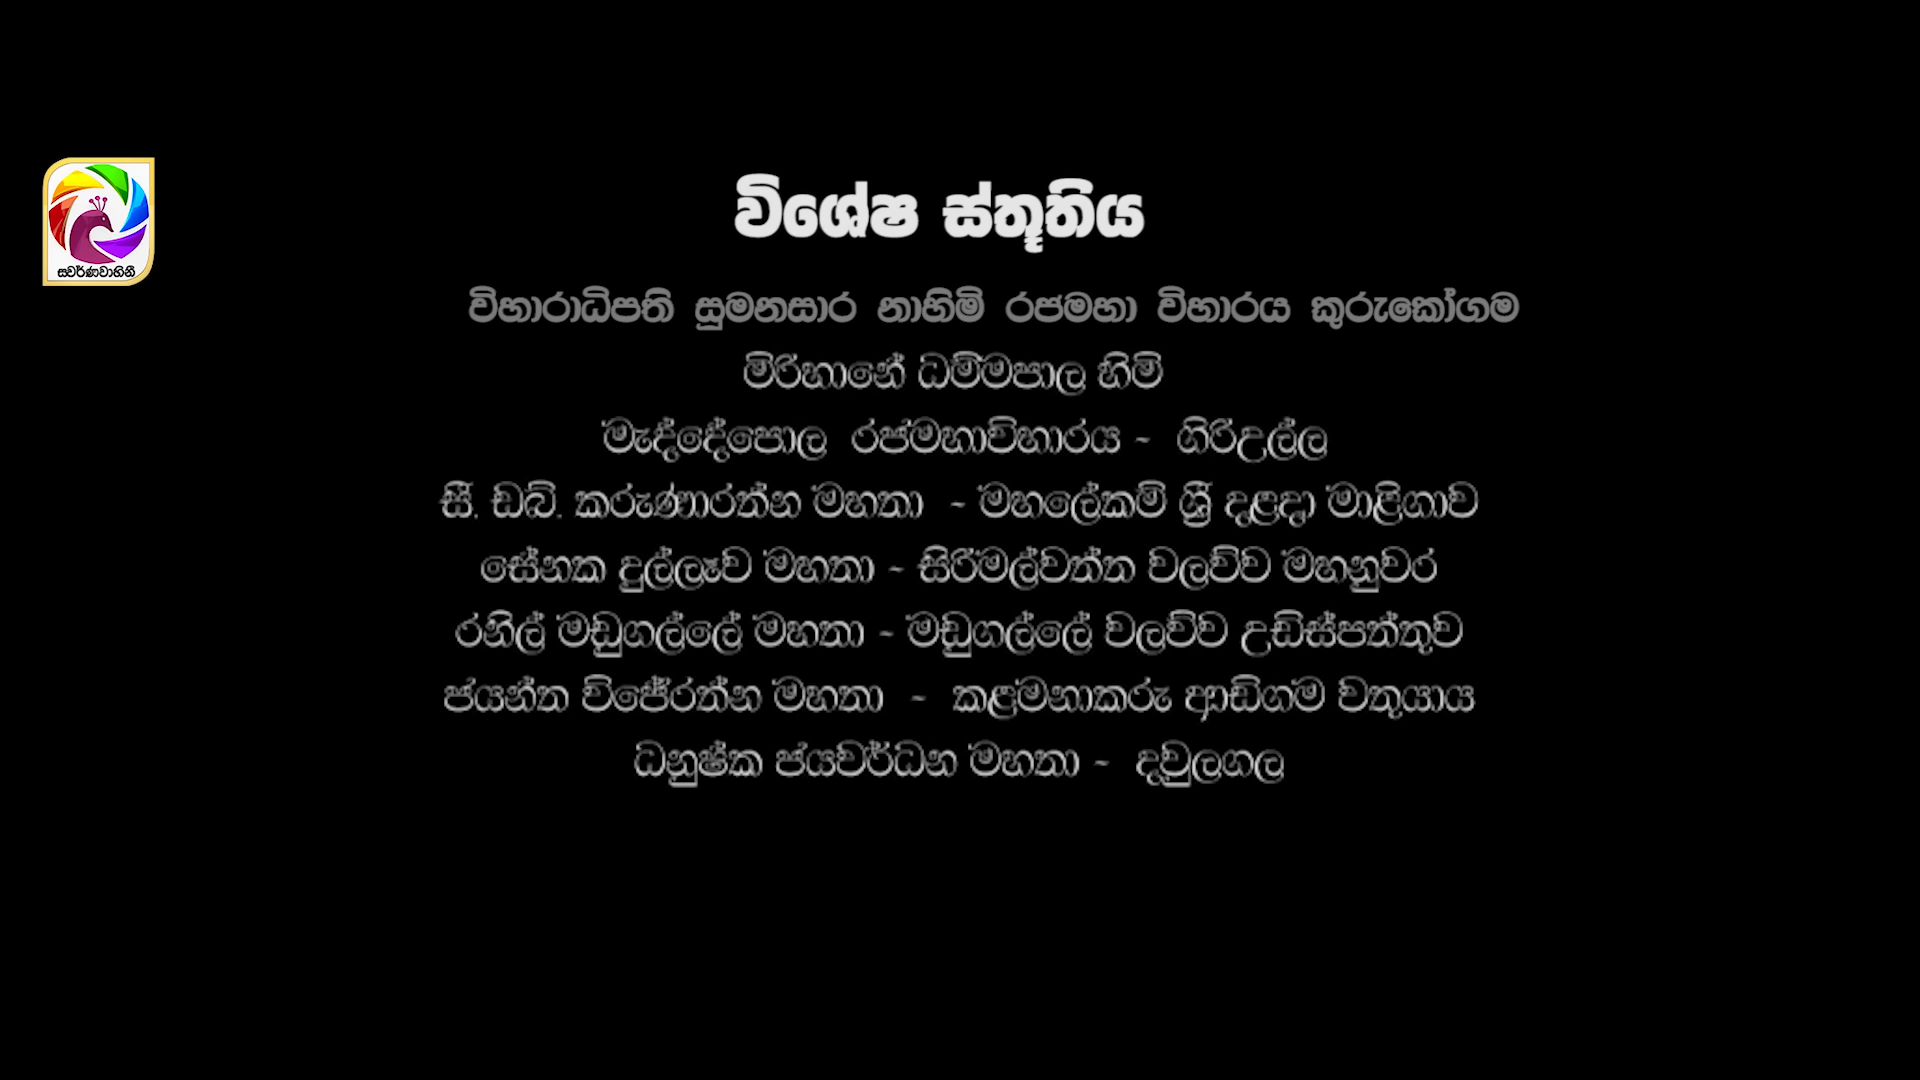 විශේෂ ස්තූතිය
ස්වර්ණවාහිනී
විහාරාධිපති සුමනසාර නාහිමි රජමහා විහාරය කුරුකෝගම
මිරිහානේ ධම්මපාල හිමි
මැද්දේපොල රජමහාවිහාරය - ගිරිඋල්ල
සී. ඩබ්. කරුණාරත්න මහතා - මහලේකම් ශ්‍රී දළදා මාළිගාව
සේනක දුල්ලෑව මහතා - සිරිමල්වත්ත වලව්ව මහනුවර
රනිල් මඩුගල්ලේ මහතා - මඩුගල්ලේ වලව්ව උඩිස්පත්තුව
ජයන්ත විජේරත්න මහතා - කළමනාකරු ආඩිගම වතුයාය
ධනුෂ්ක ජයවර්ධන මහතා - දවුලගල